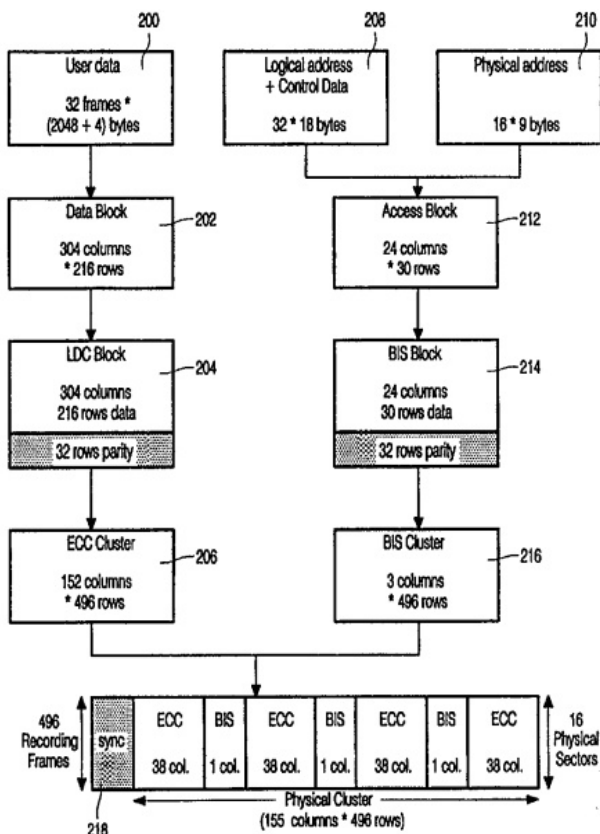 200
208
210
User data
32 frames *
(2048 + 4) bytes
Logical address
+ Control Data
32 * 18 bytes
Physical address
16 * 9 bytes
202
Data Block
304 columns
* 216 rows
212
Access Block
24 columns
* 30 rows
204
LDC Block
304 columns
216 rows data
32 rows parity
214
BIS Block
24 columns
30 rows data
32 rows parity
206
ECC Cluster
152 columns
* 496 rows
216
BIS Cluster
3 columns
* 496 rows
496
Recording
Frames
sync
218
ECC
38 col.
BIS
1 col.
ECC
38 col.
BIS
1 col.
ECC
38 col.
BIS
1 col.
ECC
38 col.
16
Physical
Sectors
Physical Cluster
(155 columns * 496 rows)